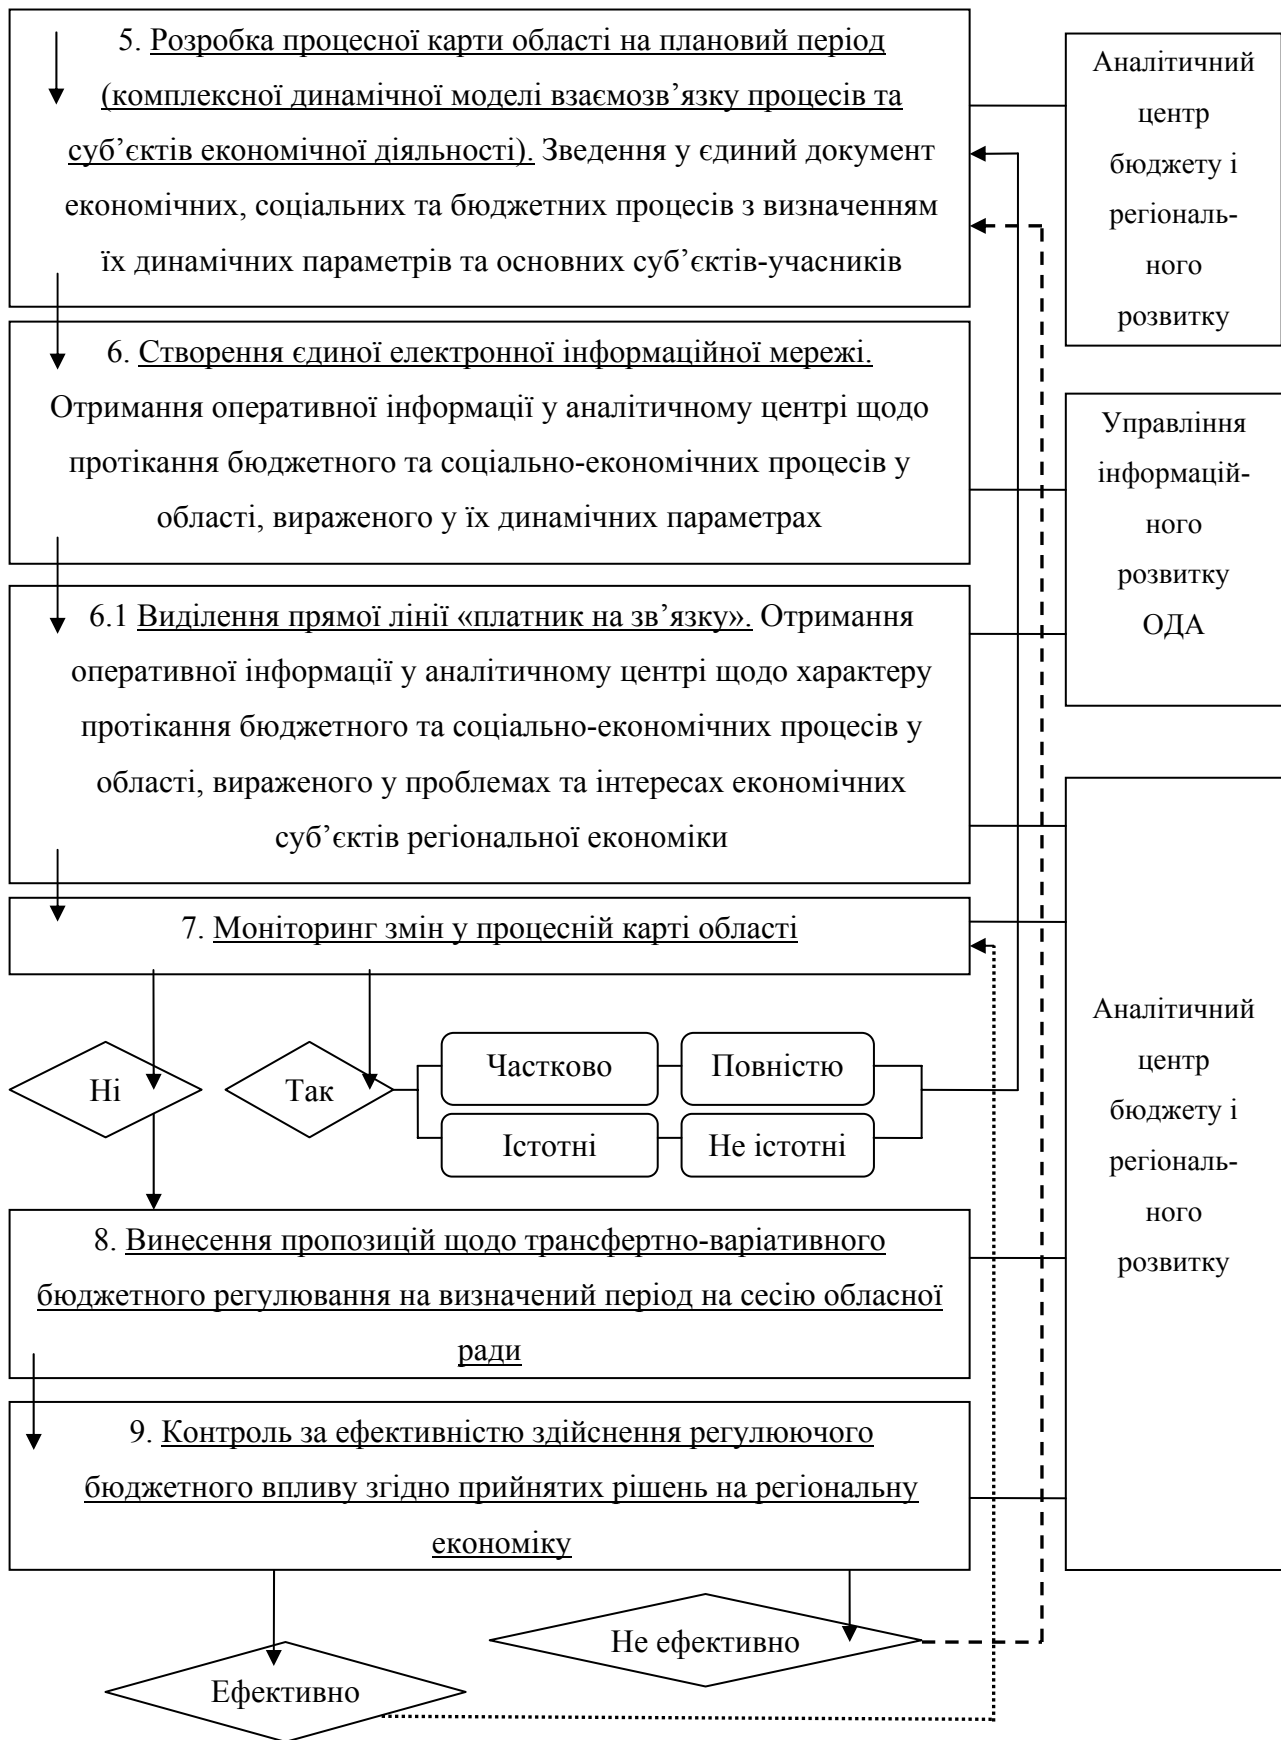 5. Розробка процесної карти області на плановий період
(комплексної динамічної моделі взаємозв’язку процесів та
суб’єктів економічної діяльності). Зведення у єдиний документ
економічних, соціальних та бюджетних процесів з визначенням
їх динамічних параметрів та основних суб’єктів-учасників
Аналітичний
центр
бюджету і
регіональ-
ного
розвитку
6. Створення єдиної електронної інформаційної мережі.
Отримання оперативної інформації у аналітичному центрі щодо
протікання бюджетного та соціально-економічних процесів у
області, вираженого у їх динамічних параметрах
Управління
інформацій-
ного
розвитку
ОДА
6.1 Виділення прямої лінії «платник на зв’язку». Отримання
оперативної інформації у аналітичному центрі щодо характеру
протікання бюджетного та соціально-економічних процесів у
області, вираженого у проблемах та інтересах економічних
суб’єктів регіональної економіки
7. Моніторинг змін у процесній карті області
Ні
Так
Частково
Повністю
Істотні
Не істотні
Аналітичний
центр
бюджету і
регіональ-
ного
розвитку
8. Винесення пропозицій щодо трансфертно-варіативного
бюджетного регулювання на визначений період на сесію обласної
ради
9. Контроль за ефективністю здійснення регулюючого
бюджетного впливу згідно прийнятих рішень на регіональну
економіку
Не ефективно
Ефективно